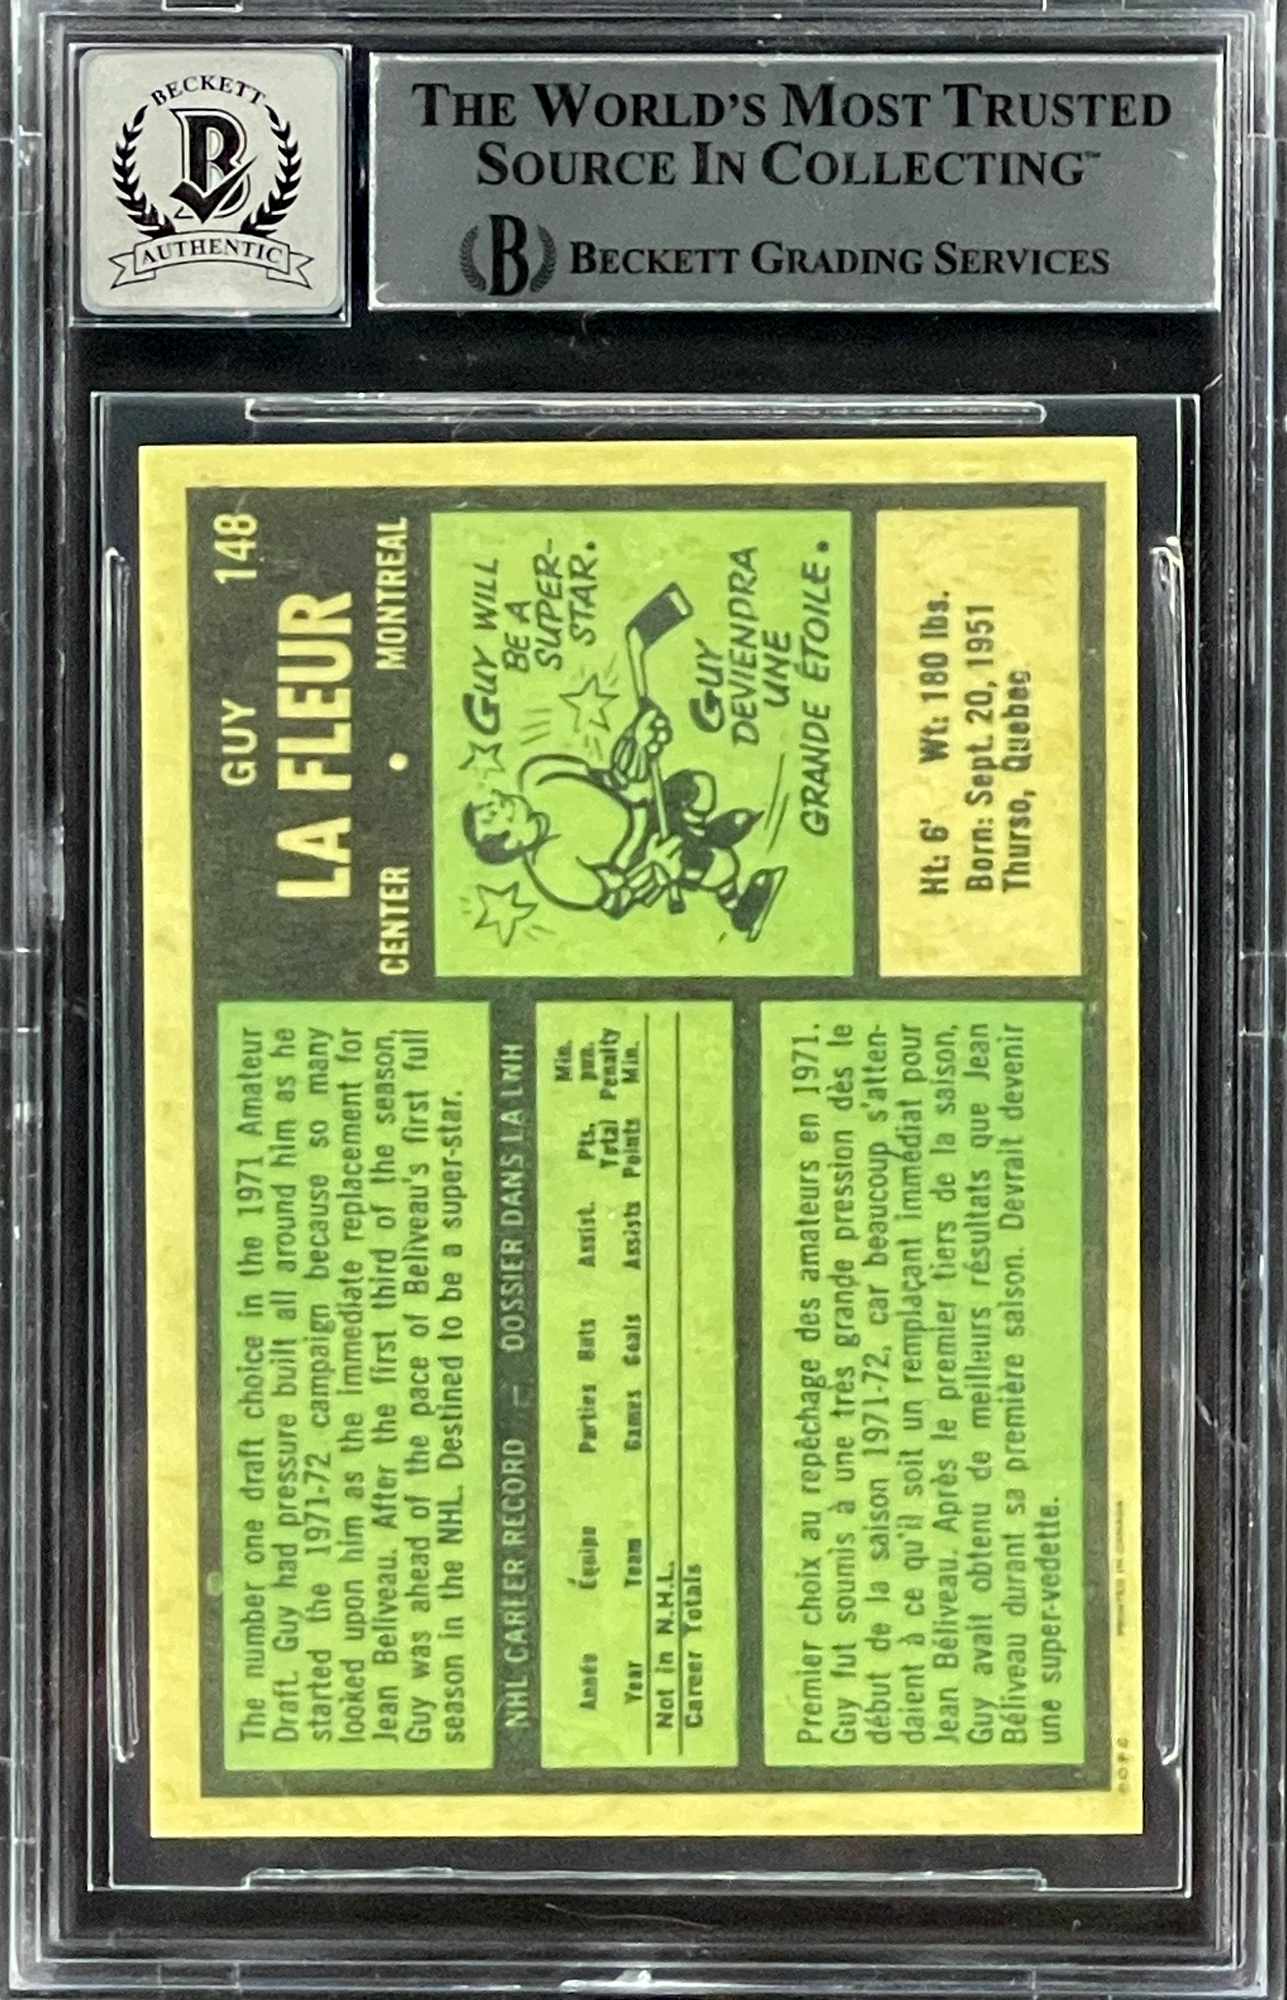 BECKETT
AUTHENTIC
THE WORLD'S MOST TRUSTED
SOURCE IN COLLECTING™
B BECKETT GRADING SERVICES
GUY 148
LA FLEUR
CENTER • MONTREAL
GUY WILL
BE A
SUPER-
STAR.
GUY
DEVIENDRA
UNE
GRANDE ÉTOILE.
Ht: 6' Wt: 180 lbs.
Born: Sept. 20, 1951
Thurso, Quebec
The number one draft choice in the 1971 Amateur
Draft. Guy had pressure built all around him as he
started the 1971-72 campaign because so many
looked upon him as the immediate replacement for
Jean Beliveau. After the first third of the season,
Guy was ahead of the pace of Beliveau's first full
season in the NHL. Destined to be a super-star.
NHL CAREER RECORD — DOSSIER DANS LA LNH
Min.
Année Équipe Parties Buts Assist. Pts. pun.
Total Penalty
Year Team Games Goals Assists Points Min.
Not in N.H.L.
Career Totals
Premier choix au repêchage des amateurs en 1971.
Guy fut soumis à une très grande pression dès le
début de la saison 1971-72, car beaucoup s'atten-
daient à ce qu'il soit un remplaçant immédiat pour
Jean Béliveau. Après le premier tiers de la saison,
Guy avait obtenu de meilleurs résultats que Jean
Béliveau durant sa première saison. Devrait devenir
une super-vedette.
©O.P.C. PRINTED IN CANADA